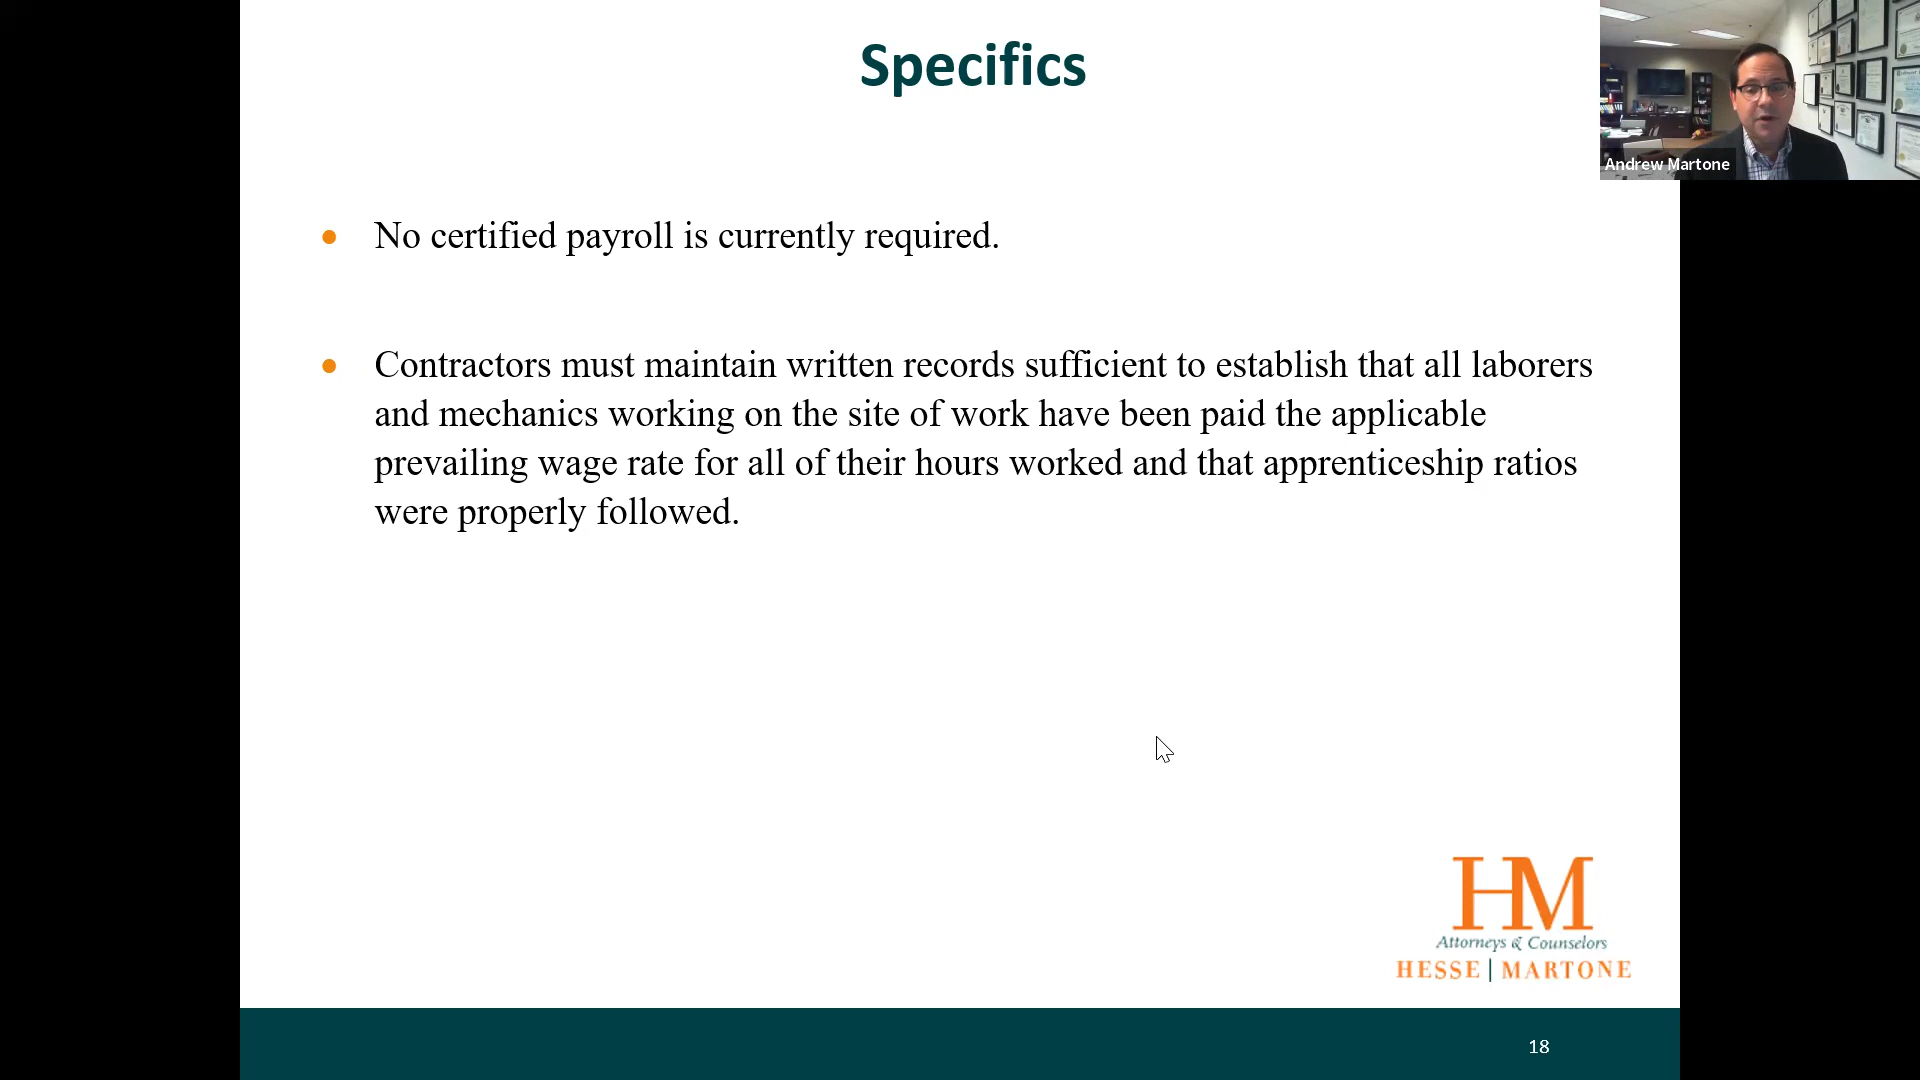 Specifics
Andrew Martone
No certified payroll is currently required.
Contractors must maintain written records sufficient to establish that all laborers
and mechanics working on the site of work have been paid the applicable
prevailing wage rate for all of their hours worked and that apprenticeship ratios
were properly followed.
HM
Attorneys & Counselors
HESSE | MARTONE
18